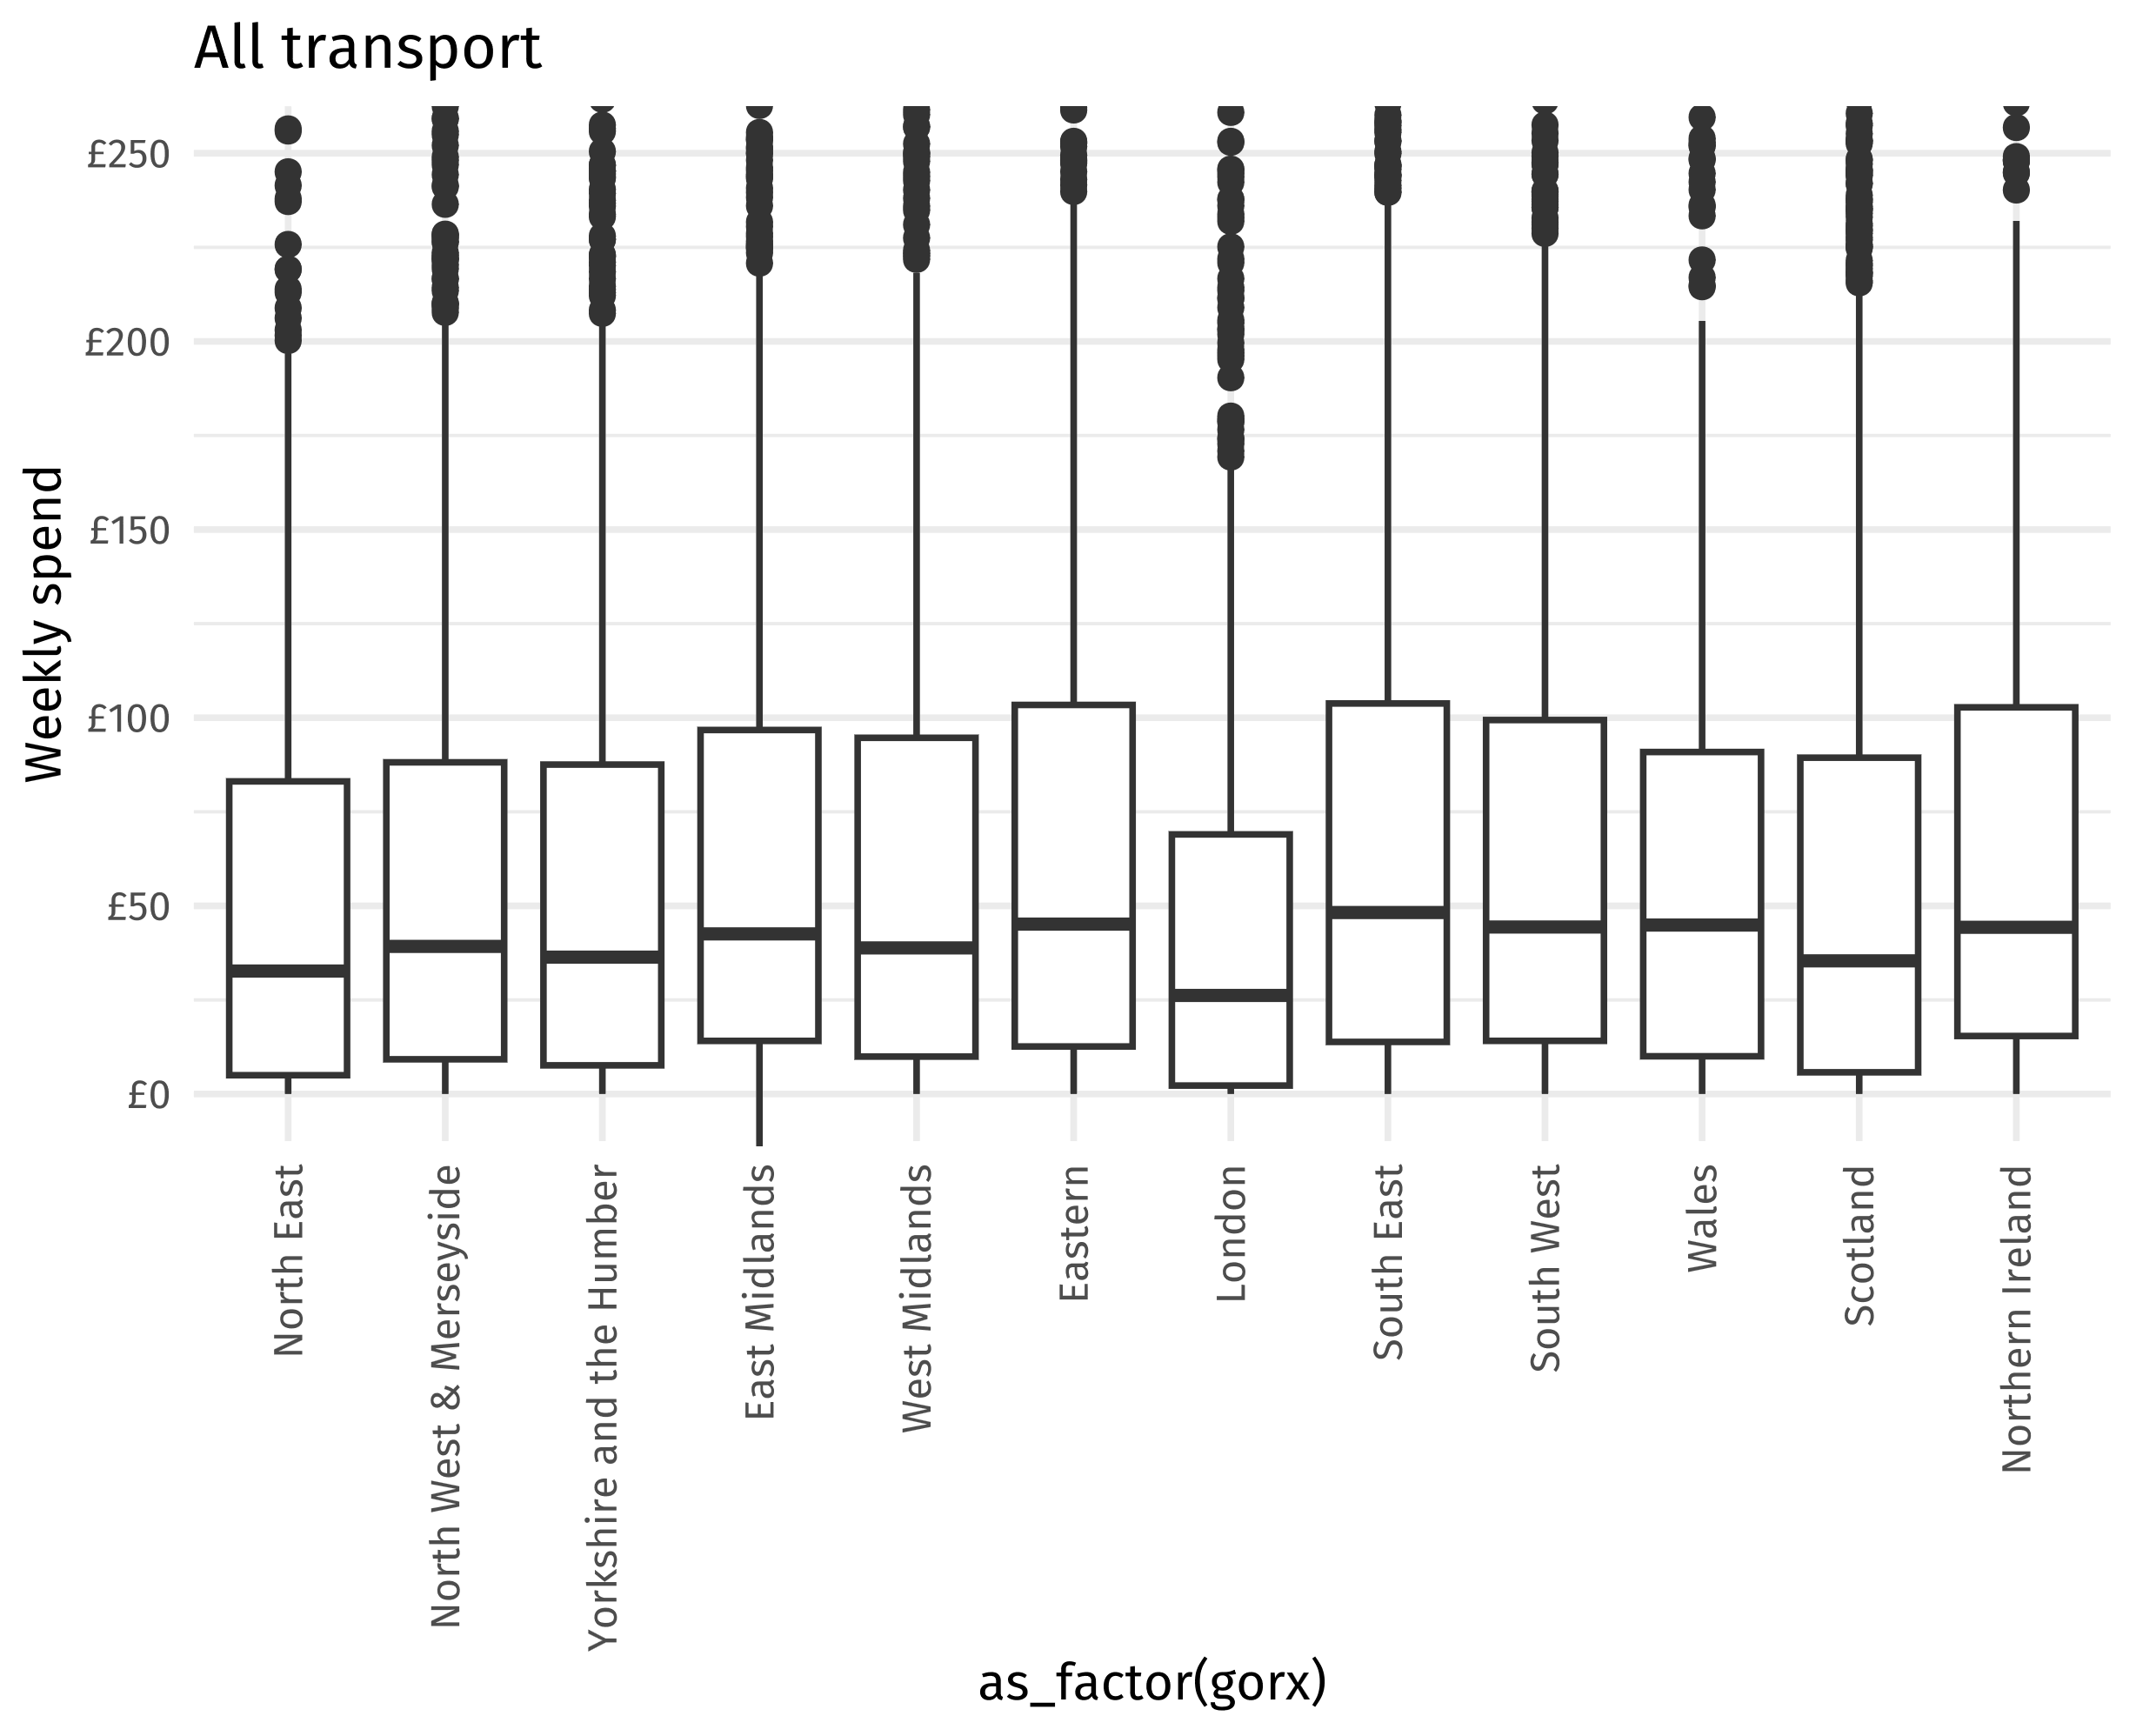 All transport
Weekly spend
£250
£200
£150
£100
£50
£0
North East
North West & Merseyside
Yorkshire and the Humber
East Midlands
West Midlands
Eastern
London
South East
South West
Wales
Scotland
Northern Ireland
as_factor(gorx)